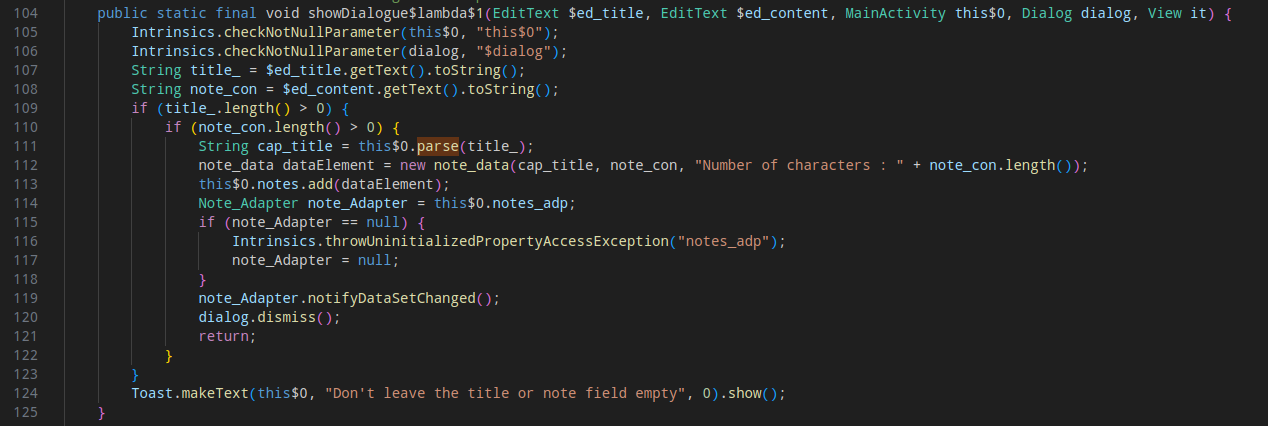 104 public static final void showDialogue$lambda$1(EditText $ed_title, EditText $ed_content, MainActivity this$0, Dialog dialog, View it) {
105 Intrinsics.checkNotNullParameter(this$0, "this$0");
106 Intrinsics.checkNotNullParameter(dialog, "$dialog");
107 String title_ = $ed_title.getText().toString();
108 String note_con = $ed_content.getText().toString();
109 if (title_.length() > 0) {
110 if (note_con.length() > 0) {
111 String cap_title = this$0.parse(title_);
112 note_data dataElement = new note_data(cap_title, note_con, "Number of characters : " + note_con.length());
113 this$0.notes.add(dataElement);
114 Note_Adapter note_Adapter = this$0.notes_adp;
115 if (note_Adapter == null) {
116 Intrinsics.throwUninitializedPropertyAccessException("notes_adp");
117 note_Adapter = null;
118 }
119 note_Adapter.notifyDataSetChanged();
120 dialog.dismiss();
121 return;
122 }
123 }
124 Toast.makeText(this$0, "Don't leave the title or note field empty", 0).show();
125 }